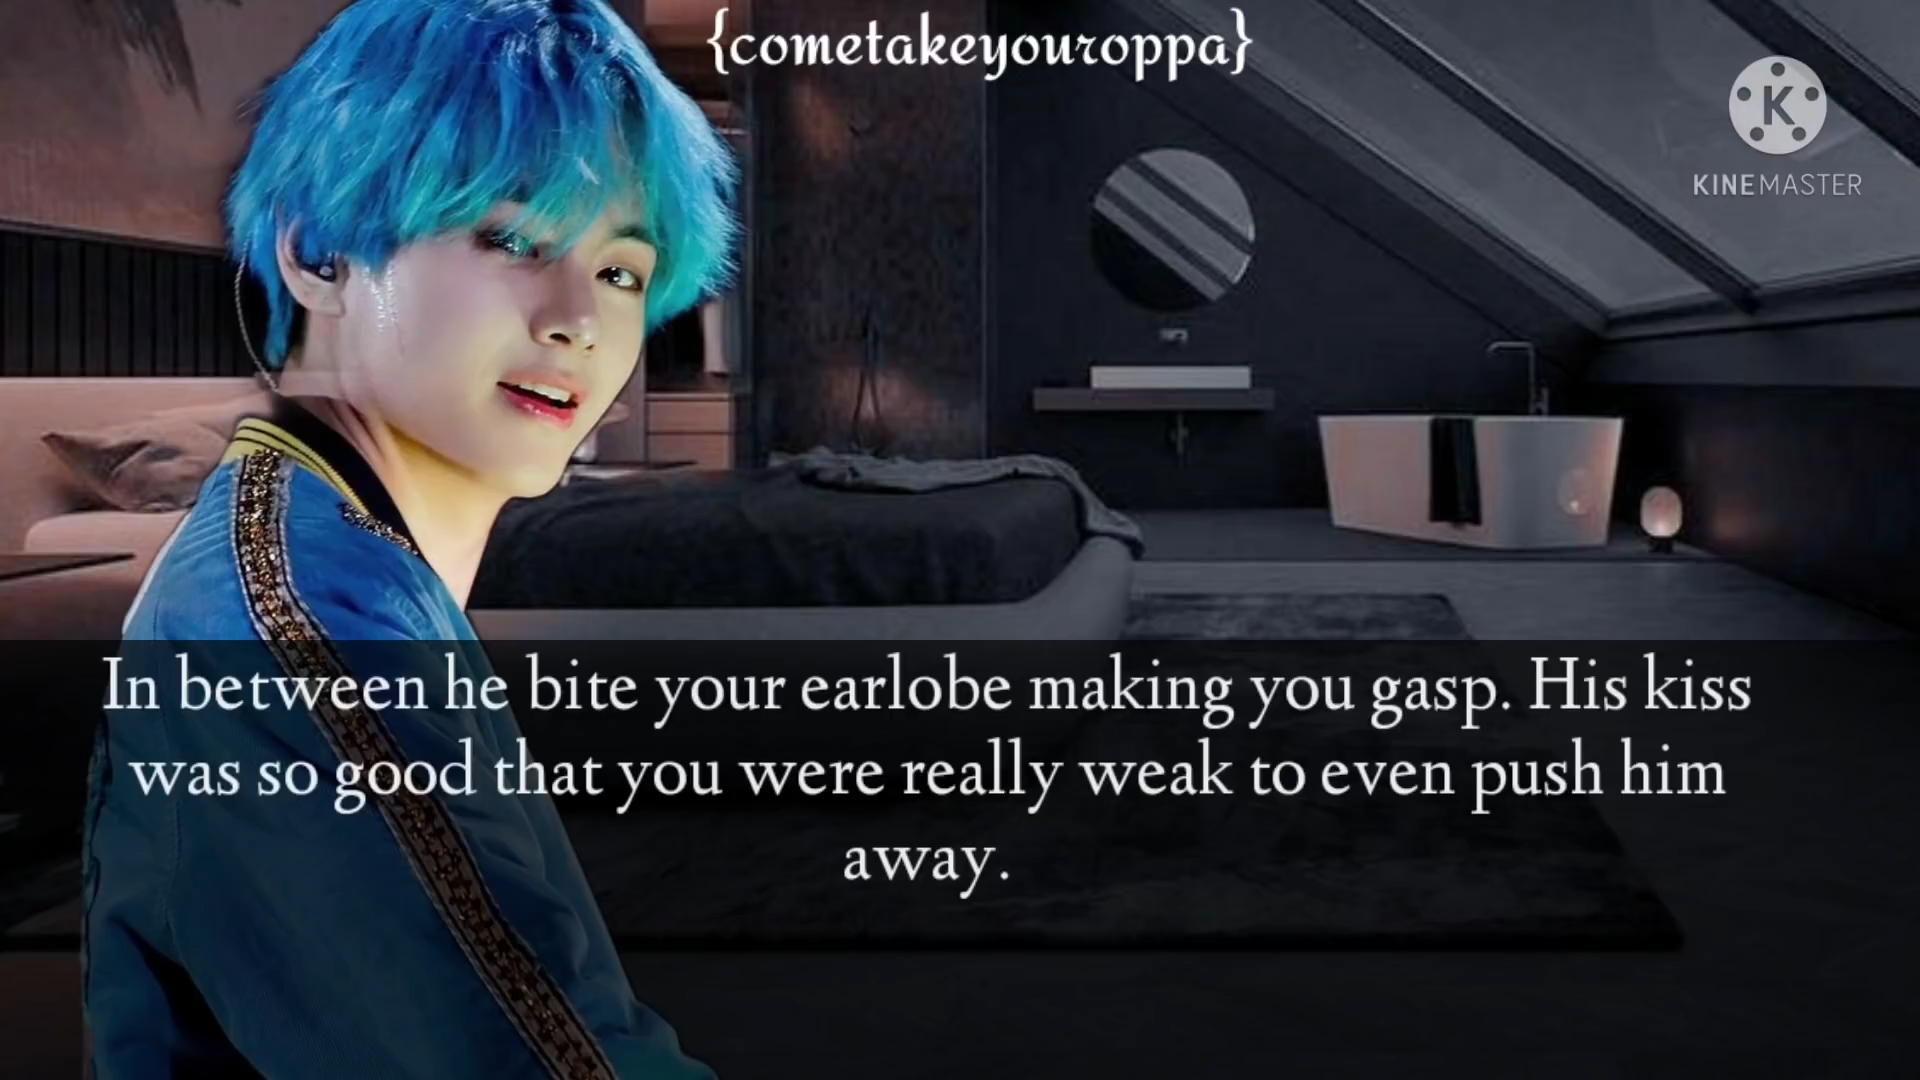 {cometakeyouroppa}
K
KINEMASTER
In between he bite your earlobe making you gasp. His kiss
was so good that you were really weak to even push him
away.